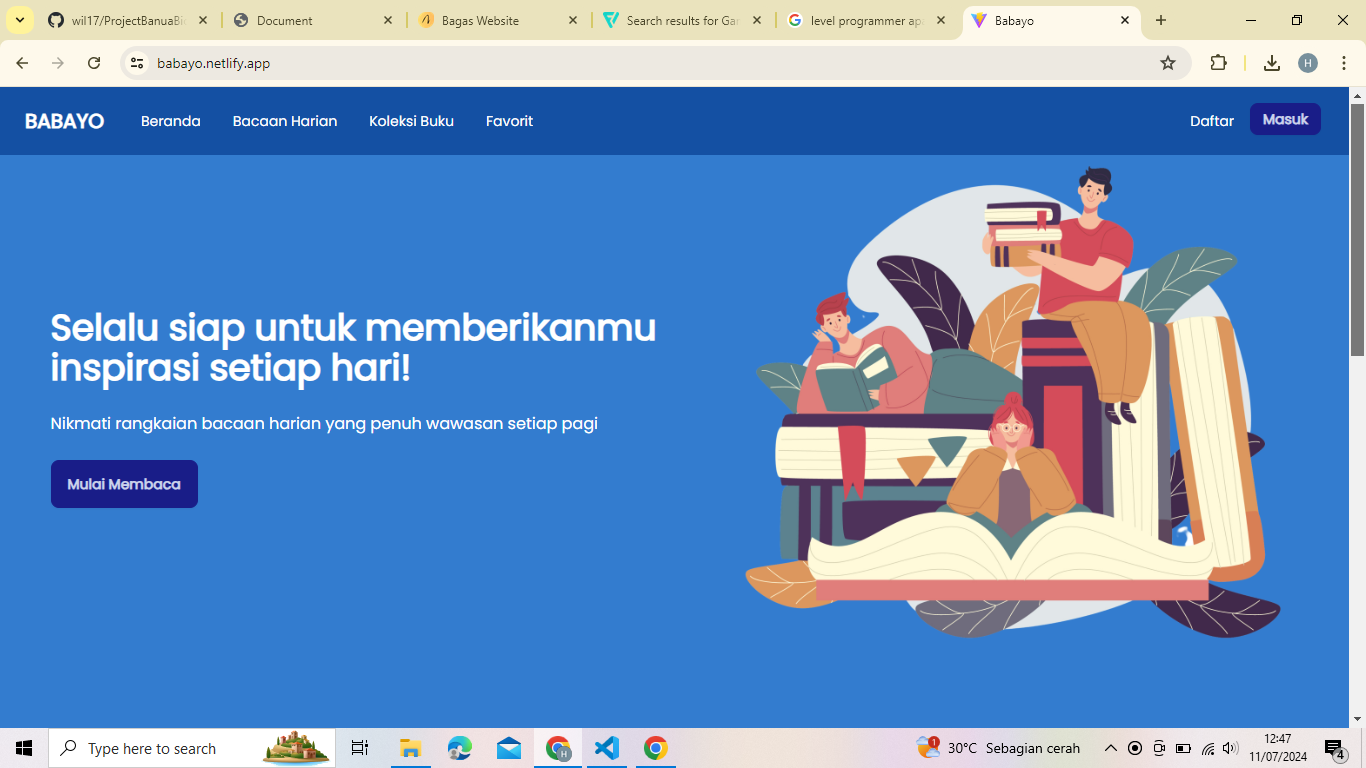 wil17/ProjectBanuaBi
Document
Bagas Website
Search results for Ga
level programmer ap
Babayo
babayo.netlify.app
H
BABAYO
Beranda
Bacaan Harian
Koleksi Buku
Favorit
Daftar
Masuk
Selalu siap untuk memberikanmu
inspirasi setiap hari!
Nikmati rangkaian bacaan harian yang penuh wawasan setiap pagi
Mulai Membaca
Type here to search
H
1
30°C Sebagian cerah
12:47
11/07/2024
4